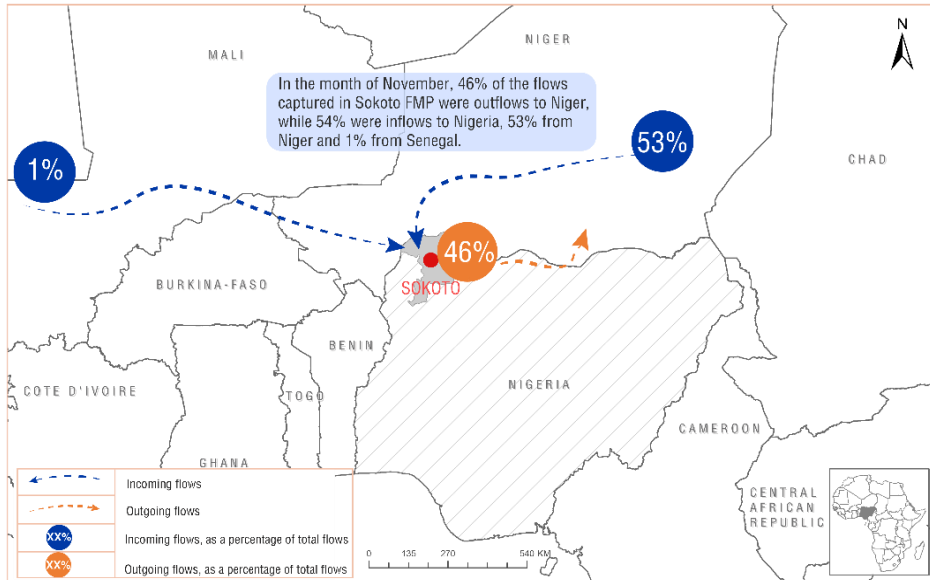 N
NIGER
MALI
In the month of November, 46% of the flows
captured in Sokoto FMP were outflows to Niger,
while 54% were inflows to Nigeria, 53% from
Niger and 1% from Senegal.
53%
1%
CHAD
46%
SOKOTO
BURKINA-FASO
BENIN
NIGERIA
COTE D'IVOIRE
TOGO
CAMEROON
GHANA
Incoming flows
Outgoing flows
XX%
Incoming flows, as a percentage of total flows
XX%
Outgoing flows, as a percentage of total flows
0 135 270 540 KM
CENTRAL
AFRICAN
REPUBLIC